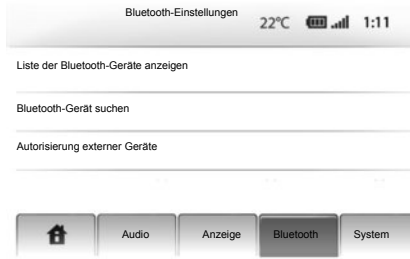 Bluetooth-Einstellungen
22°C 1:11
Liste der Bluetooth-Geräte anzeigen
Bluetooth-Gerät suchen
Autorisierung externer Geräte
Audio Anzeige Bluetooth System